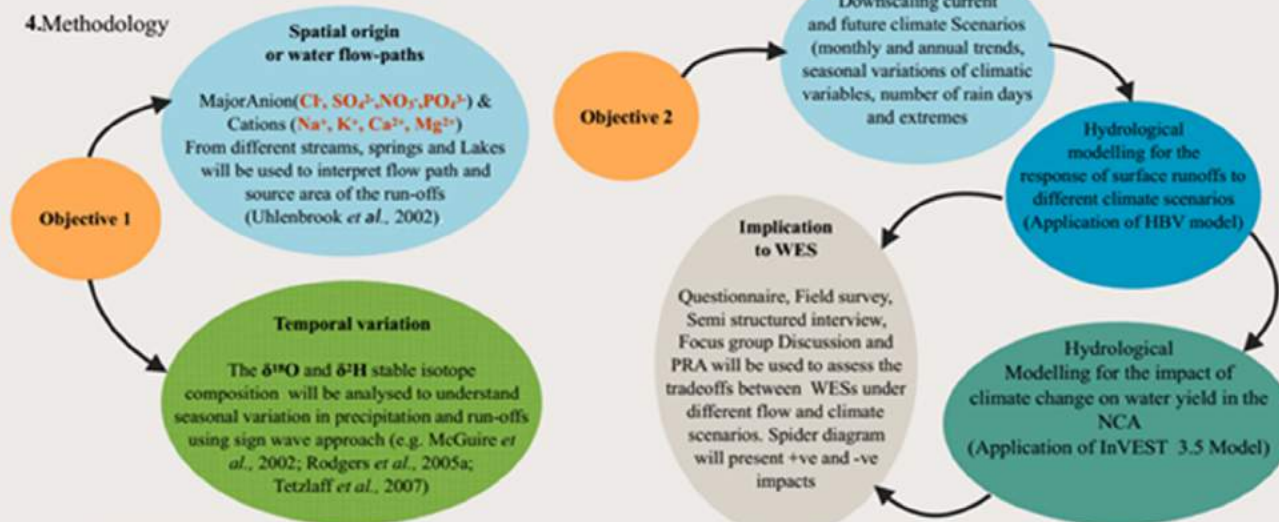 4.Methodology
Objective 1
Spatial origin
or water flow-paths
MajorAnion(Cl-, SO₄²⁻,NO₃⁻,PO₄³⁻) &
Cations (Na⁺, K⁺, Ca²⁺, Mg²⁺)
From different streams, springs and Lakes
will be used to interpret flow path and
source area of the run-offs
(Uhlenbrook et al., 2002)
Temporal variation
The δ¹⁸O and δ²H stable isotope
composition will be analysed to understand
seasonal variation in precipitation and run-offs
using sign wave approach (e.g. McGuire et
al., 2002; Rodgers et al., 2005a;
Tetzlaff et al., 2007)
Objective 2
Downscaling current
and future climate Scenarios
(monthly and annual trends,
seasonal variations of climatic
variables, number of rain days
and extremes
Hydrological
modelling for the
response of surface runoffs to
different climate scenarios
(Application of HBV model)
Hydrological
Modelling for the impact of
climate change on water yield in the
NCA
(Application of InVEST 3.5 Model)
Implication
to WES
Questionnaire, Field survey,
Semi structured interview,
Focus group Discussion and
PRA will be used to assess the
tradeoffs between WESs under
different flow and climate
scenarios. Spider diagram
will present +ve and -ve
impacts